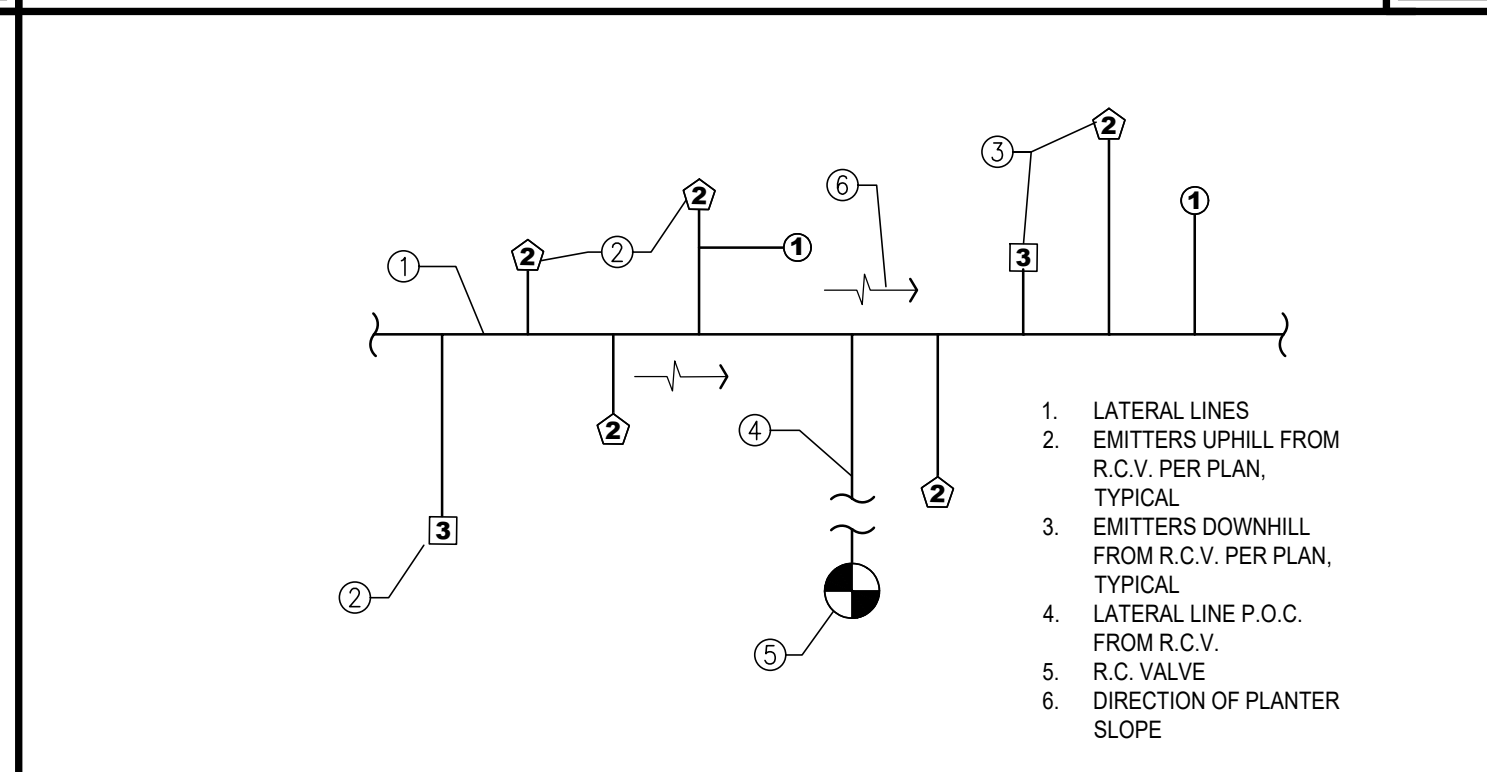 2
3
2
6
1
2
2
1
1
3
2
4
2
3
2
5
1. LATERAL LINES
2. EMITTERS UPHILL FROM
R.C.V. PER PLAN,
TYPICAL
3. EMITTERS DOWNHILL
FROM R.C.V. PER PLAN,
TYPICAL
4. LATERAL LINE P.O.C.
FROM R.C.V.
5. R.C. VALVE
6. DIRECTION OF PLANTER
SLOPE